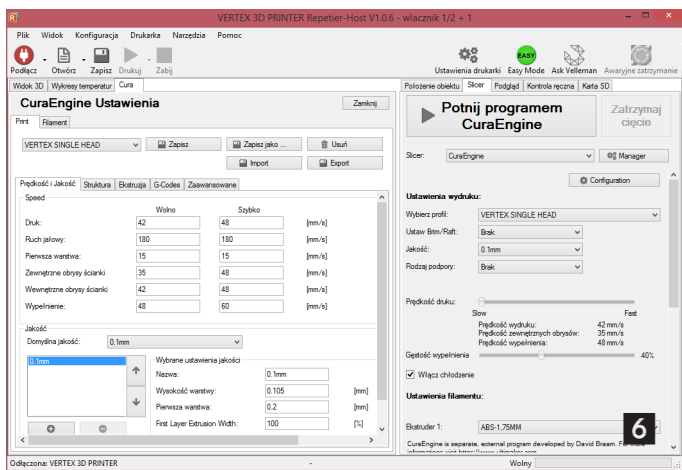 VERTEX 3D PRINTER Repetier-Host V1.0.6 - wlacznik 1/2 + 1
Plik Widok Konfiguracja Drukarka Narzędzia Pomoc
Podłącz Otwórz Zapisz Drukuj Zabij Ustawienia drukarki EASY Easy Mode Ask Velleman Awaryjne zatrzymanie
Widok 3D Wykresy temperatur Cura
CuraEngine Ustawienia Zamknij
Print Filament
VERTEX SINGLE HEAD Zapisz Zapisz jako ... Usuń
Import Export
Prędkość i Jakość Struktura Ekstruzja G-Codes Zaawansowane
Speed
Wolno Szybko
Druk: 42 48 [mm/s]
Ruch jałowy: 180 180 [mm/s]
Pierwsza warstwa: 15 15 [mm/s]
Zewnętrzne obrysy ścianki 35 48 [mm/s]
Wewnętrzne obrysy ścianki 42 48 [mm/s]
Wypełnienie: 48 60 [mm/s]
Jakość
Domyślna jakość: 0.1mm
0.1mm
Wybrane ustawienia jakości
Nazwa: 0.1mm
Wysokość warstwy: 0.105 [mm]
Pierwsza warstwa: 0.2 [mm]
First Layer Extrusion Width: 100 [%]
Położenie obiektu Slicer Podgląd Kontrola ręczna Karta SD
Potnij programem
CuraEngine
Zatrzymaj
cięcie
Slicer: CuraEngine Manager
Configuration
Ustawienia wydruku:
Wybierz profil: VERTEX SINGLE HEAD
Ustaw Brim/Raft: Brak
Jakość: 0.1mm
Rodzaj podpory: Brak
Prędkość druku:
Slow Fast
Prędkość wydruku: 42 mm/s
Prędkość zewnętrznych obrysów: 35 mm/s
Prędkość wypełnienia: 48 mm/s
Gęstość wypełnienia 40%
Włącz chłodzenie
Ustawienia filamentu:
Ekstruder 1: ABS-1,75MM
6
CuraEngine is separate, external program developed by David Braam. For
Odłączona: VERTEX 3D PRINTER - Wolny